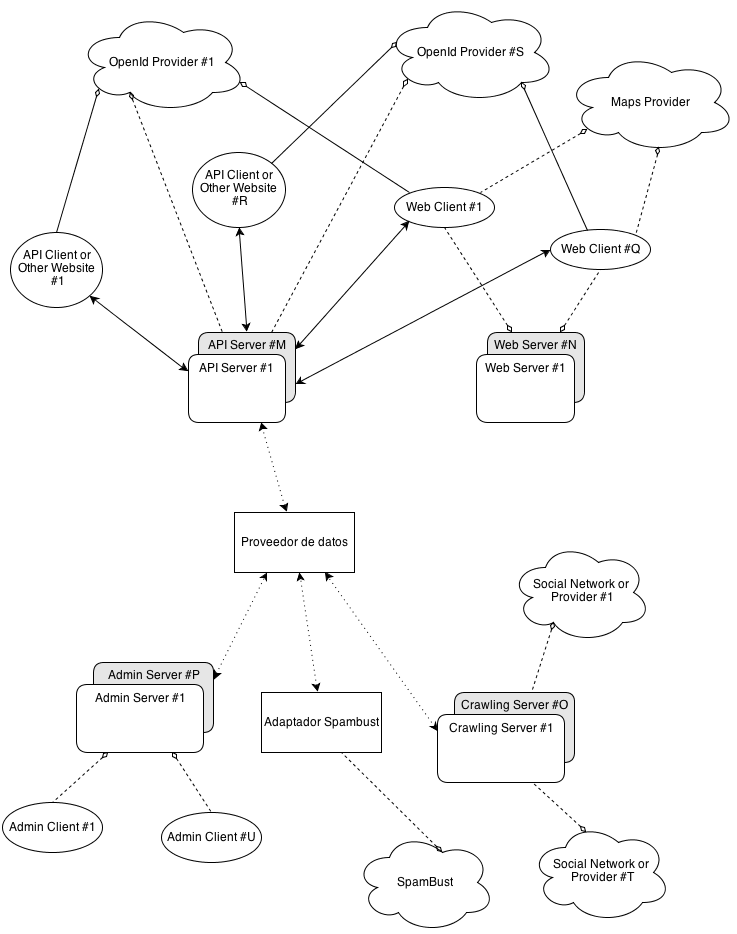 OpenId Provider #1
OpenId Provider #S
Maps Provider
API Client or
Other Website
#R
Web Client #1
API Client or
Other Website
#1
Web Client #Q
API Server #M
API Server #1
Web Server #N
Web Server #1
Proveedor de datos
Social Network or
Provider #1
Admin Server #P
Admin Server #1
Adaptador Spambust
Crawling Server #O
Crawling Server #1
Admin Client #1
Admin Client #U
SpamBust
Social Network or
Provider #T